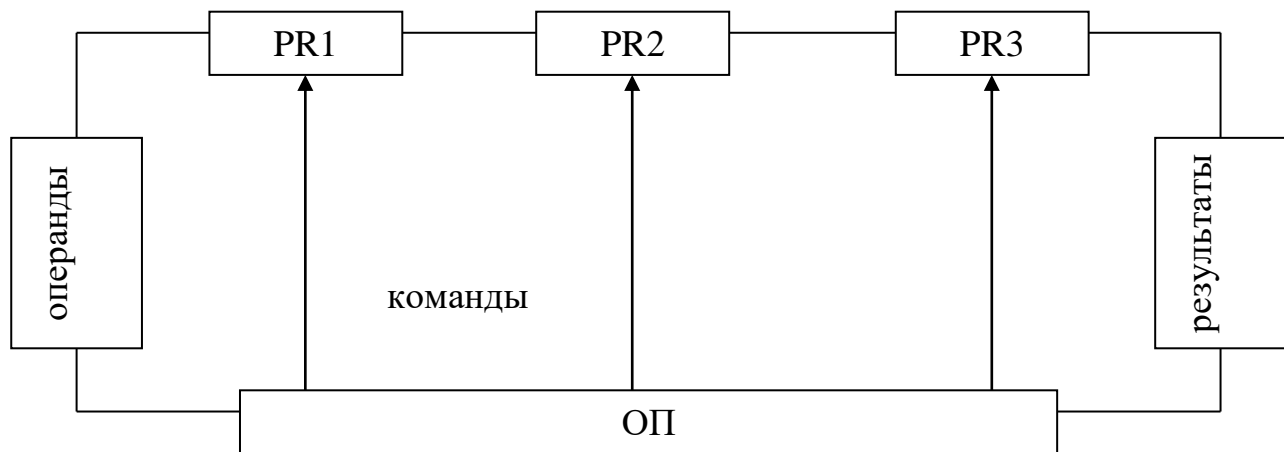 PR1
PR2
PR3
операнды
команды
результаты
ОП